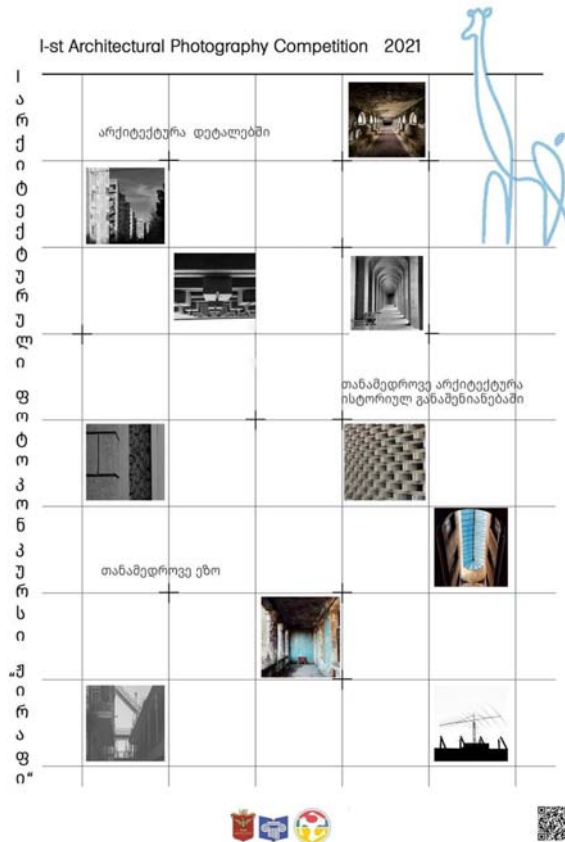 I-st Architectural Photography Competition 2021
I არქიტექტურული ფოტოკონკურსი „ჟირაფი“
არქიტექტურა დეტალებში
თანამედროვე არქიტექტურა
ისტორიულ განაშენიანებაში
თანამედროვე ეზო